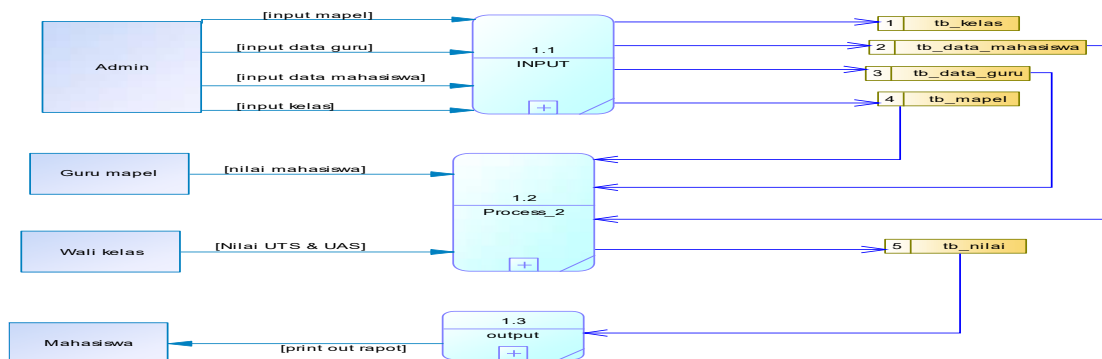 [input mapel]
[input data guru]
Admin
[input data mahasiswa]
[input kelas]
1.1
INPUT
1 tb_kelas
2 tb_data_mahasiswa
3 tb_data_guru
4 tb_mapel
Guru mapel
[nilai mahasiswa]
1.2
Process_2
Wali kelas
[Nilai UTS & UAS]
5 tb_nilai
1.3
output
Mahasiswa
[print out rapot]